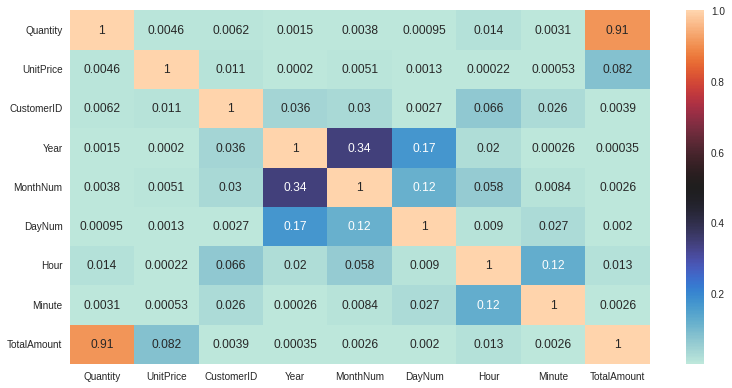 Quantity 1 0.0046 0.0062 0.0015 0.0038 0.00095 0.014 0.0031 0.91
UnitPrice 0.0046 1 0.011 0.0002 0.0051 0.0013 0.00022 0.00053 0.082
CustomerID 0.0062 0.011 1 0.036 0.03 0.0027 0.066 0.026 0.0039
Year 0.0015 0.0002 0.036 1 0.34 0.17 0.02 0.00026 0.00035
MonthNum 0.0038 0.0051 0.03 0.34 1 0.12 0.058 0.0084 0.0026
DayNum 0.00095 0.0013 0.0027 0.17 0.12 1 0.009 0.027 0.002
Hour 0.014 0.00022 0.066 0.02 0.058 0.009 1 0.12 0.013
Minute 0.0031 0.00053 0.026 0.00026 0.0084 0.027 0.12 1 0.0026
TotalAmount 0.91 0.082 0.0039 0.00035 0.0026 0.002 0.013 0.0026 1
Quantity UnitPrice CustomerID Year MonthNum DayNum Hour Minute TotalAmount
1.0
0.8
0.6
0.4
0.2